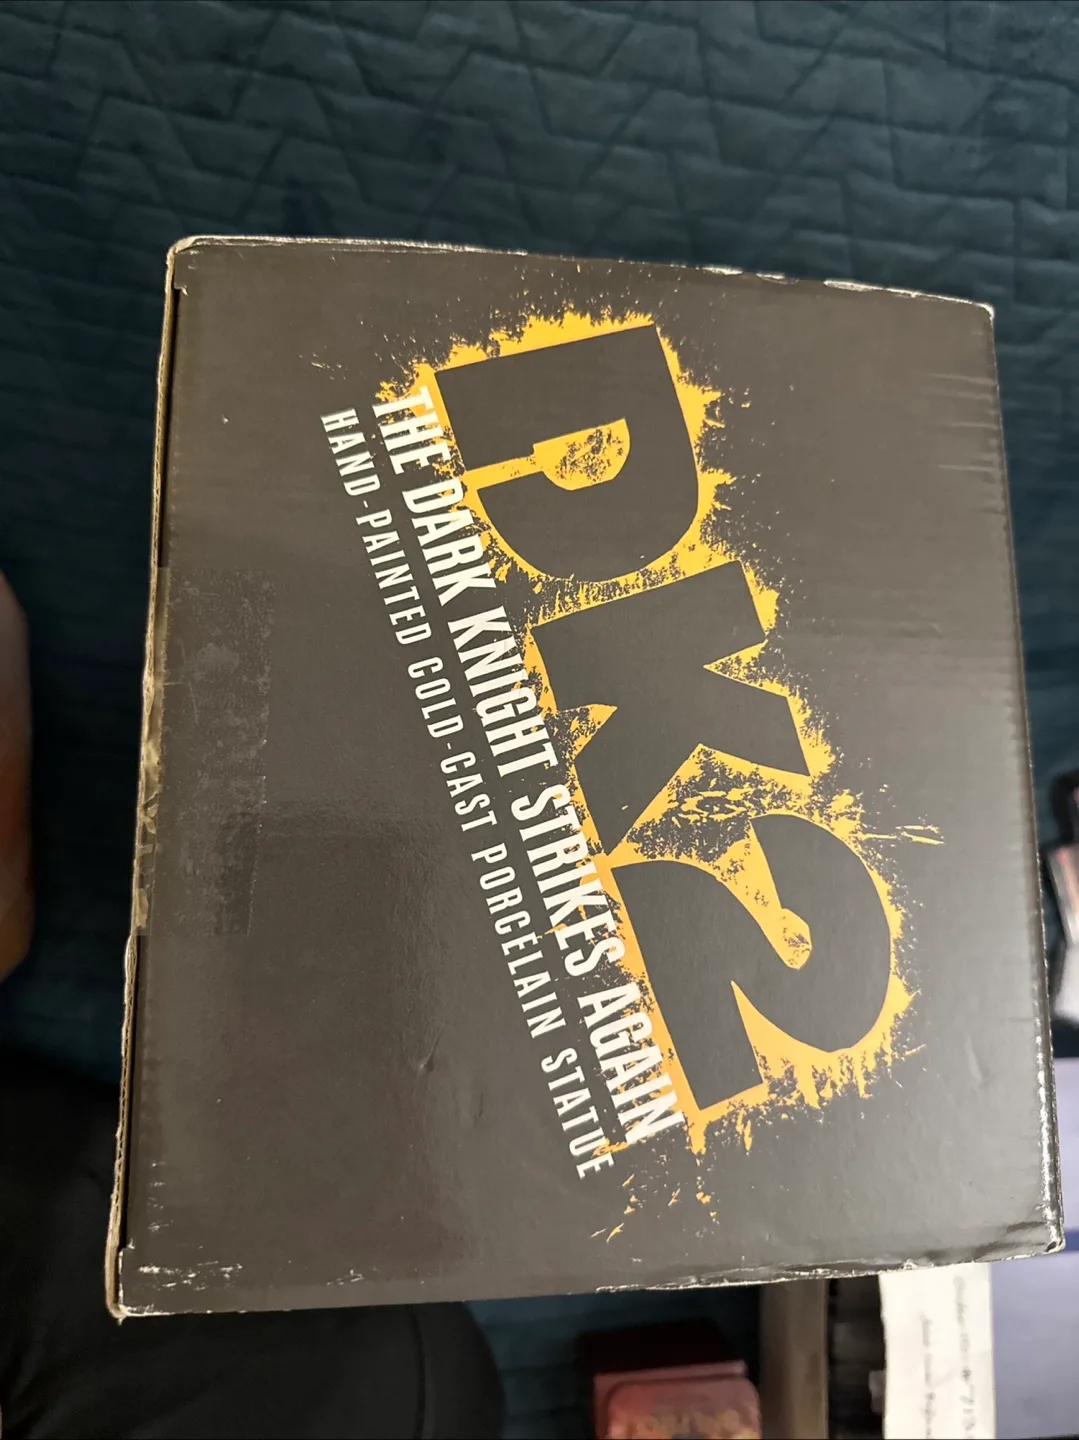 DK2
THE DARK KNIGHT STRIKES AGAIN
HAND-PAINTED COLD-CAST PORCELAIN STATUE